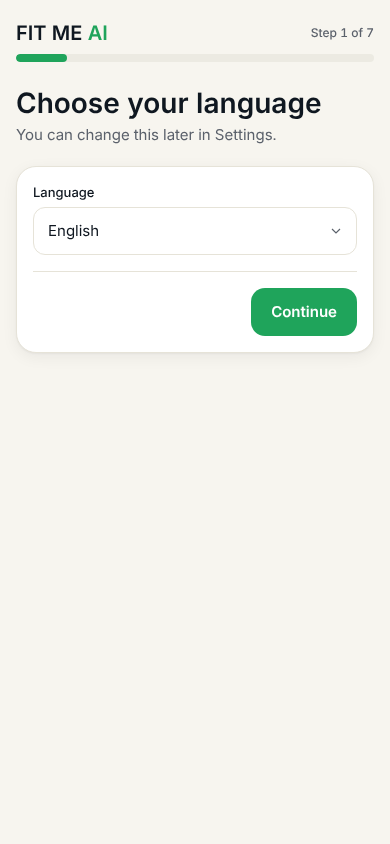 FIT ME AI
Step 1 of 7
Choose your language
You can change this later in Settings.
Language
English
Continue